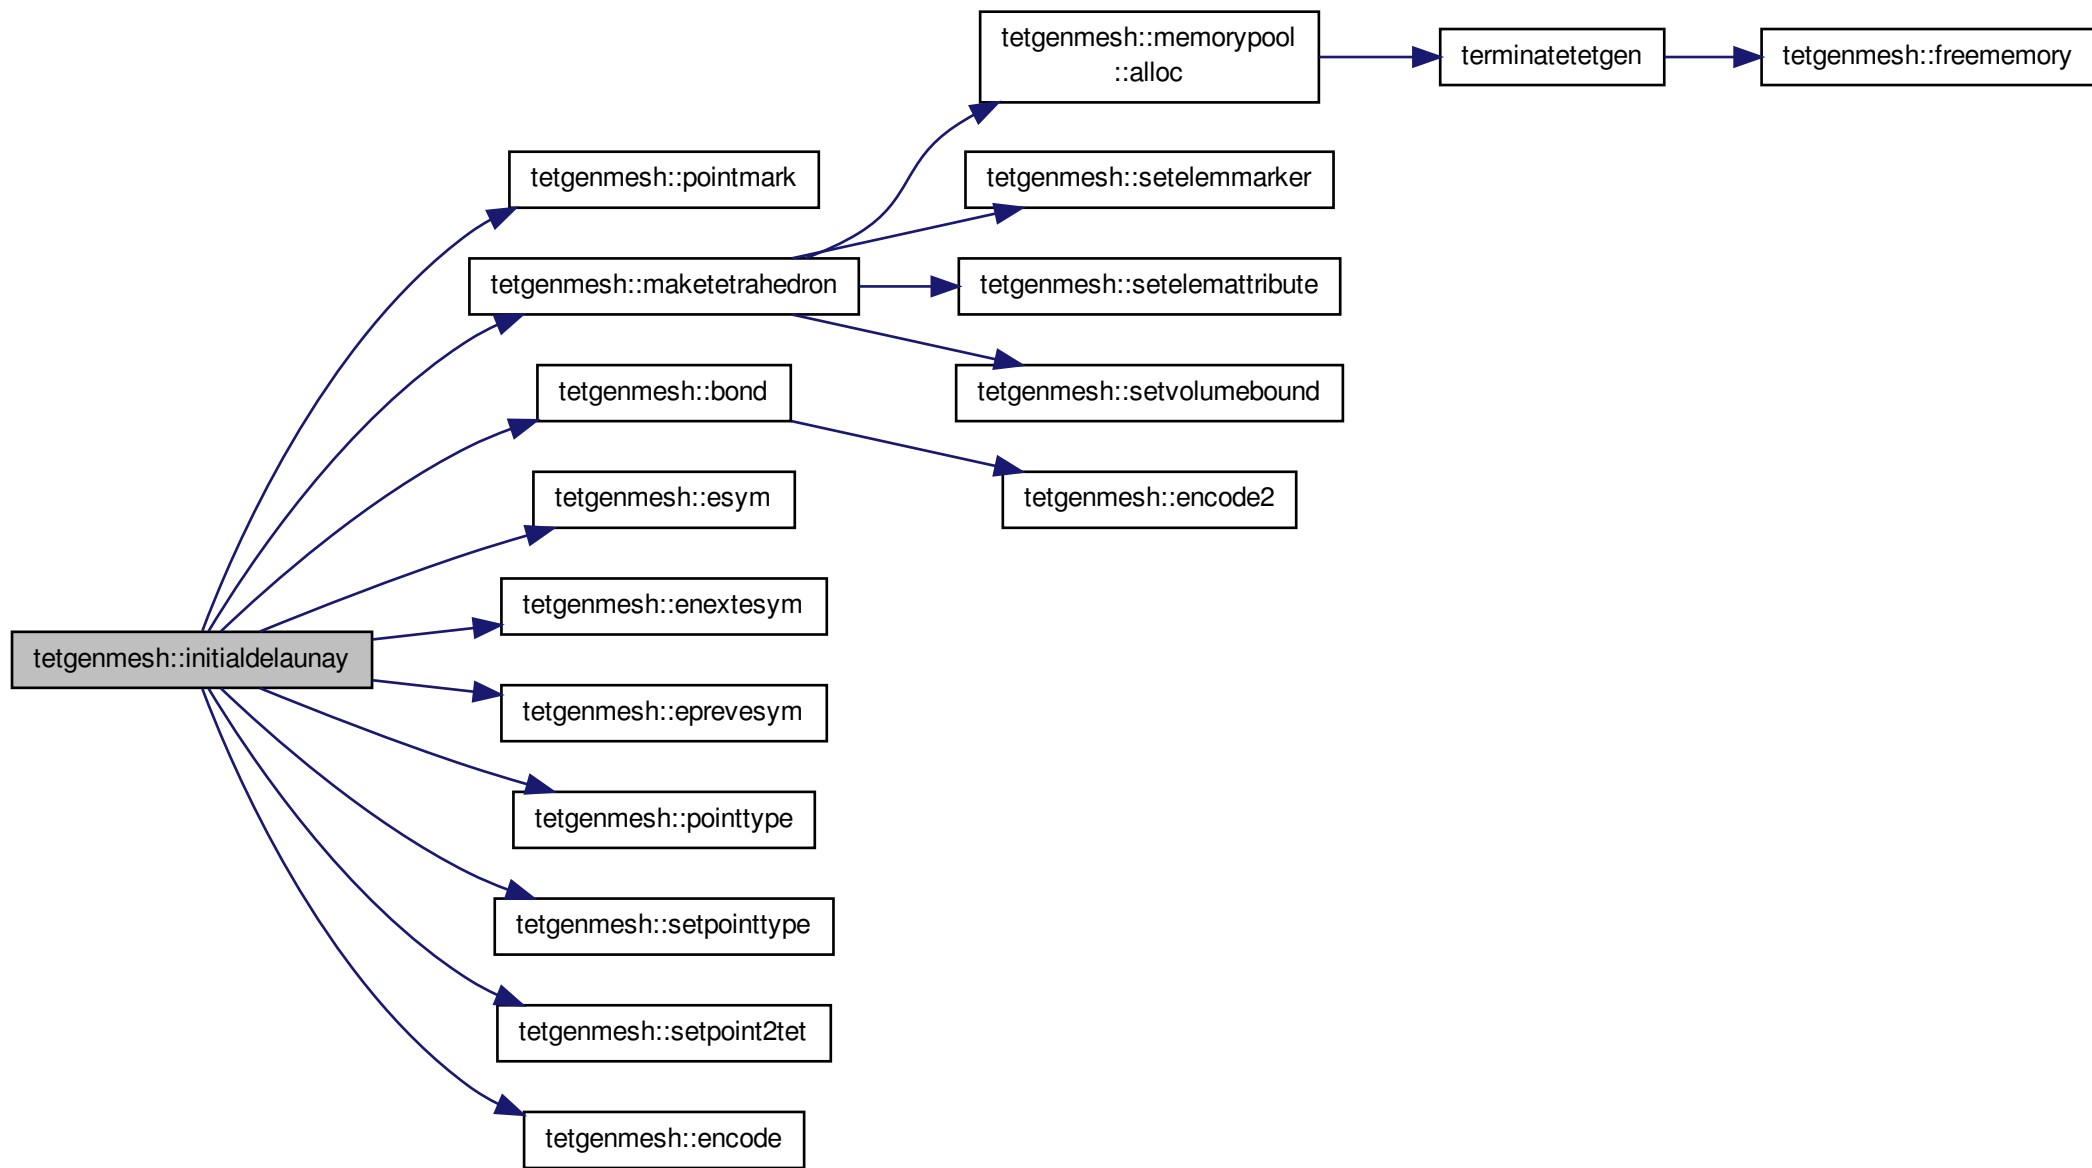 tetgenmesh::memorypool
::alloc
terminatetetgen
tetgenmesh::freememory
tetgenmesh::pointmark
tetgenmesh::setelemmarker
tetgenmesh::maketetrahedron
tetgenmesh::setelemattribute
tetgenmesh::bond
tetgenmesh::setvolumebound
tetgenmesh::esym
tetgenmesh::encode2
tetgenmesh::enextesym
tetgenmesh::initialdelaunay
tetgenmesh::eprevesym
tetgenmesh::pointtype
tetgenmesh::setpointtype
tetgenmesh::setpoint2tet
tetgenmesh::encode